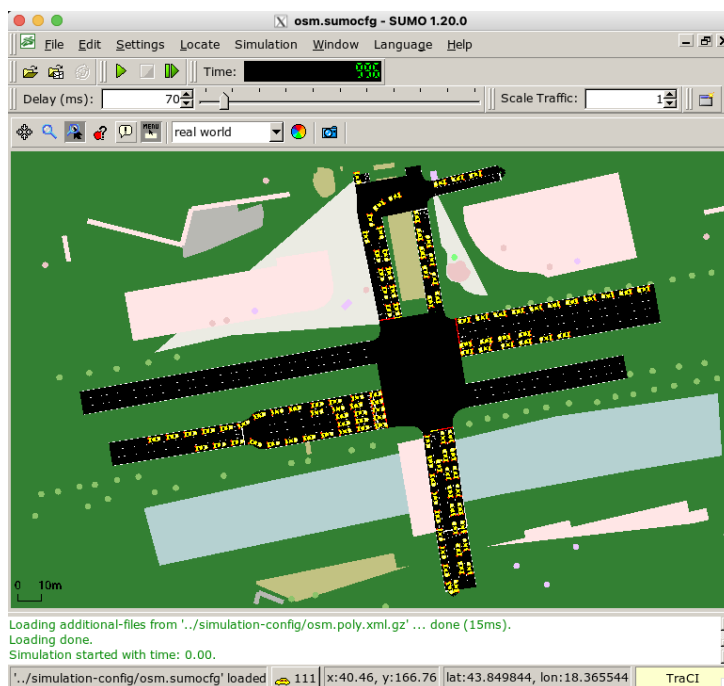 osm.sumocfg - SUMO 1.20.0
File Edit Settings Locate Simulation Window Language Help
Time: 996
Delay (ms): 70 Scale Traffic: 1
MENU real world
0 10m
Loading additional-files from '../simulation-config/osm.poly.xml.gz' ... done (15ms).
Loading done.
Simulation started with time: 0.00.
'../simulation-config/osm.sumocfg' loaded 111 x:40.46, y:166.76 lat:43.849844, lon:18.365544 TraCI